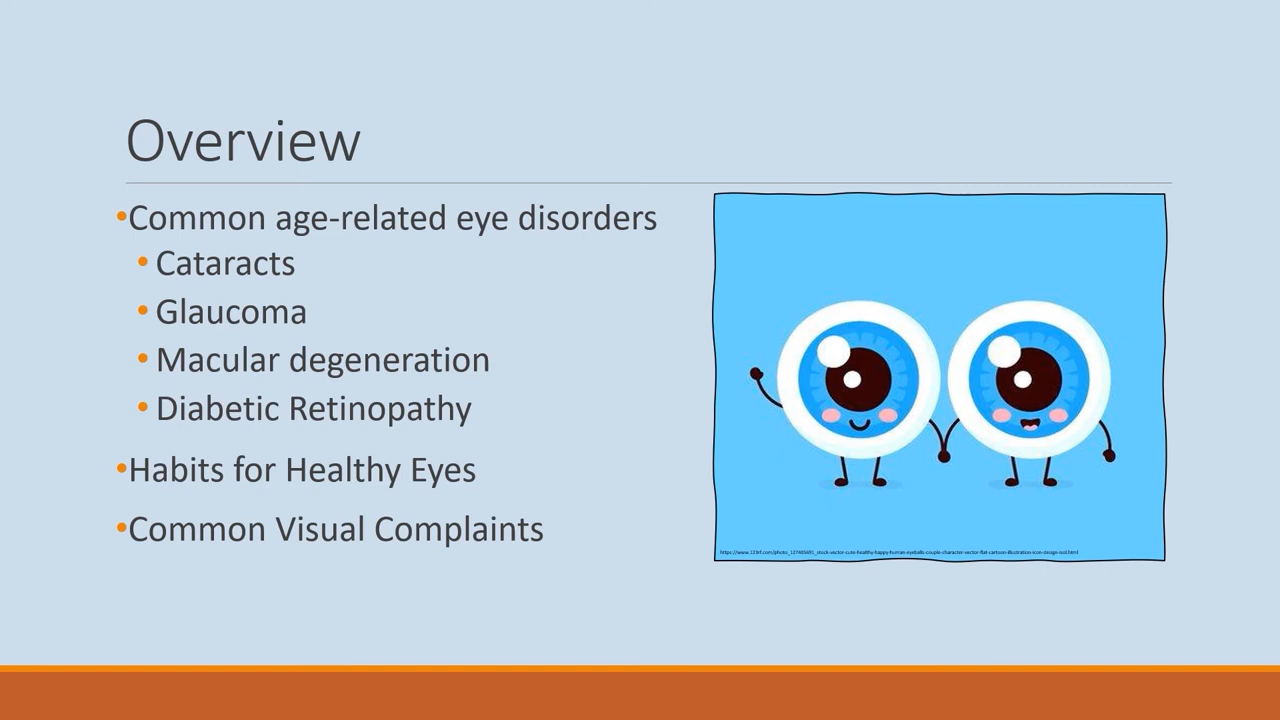 Overview
•Common age-related eye disorders
• Cataracts
• Glaucoma
• Macular degeneration
• Diabetic Retinopathy
•Habits for Healthy Eyes
•Common Visual Complaints